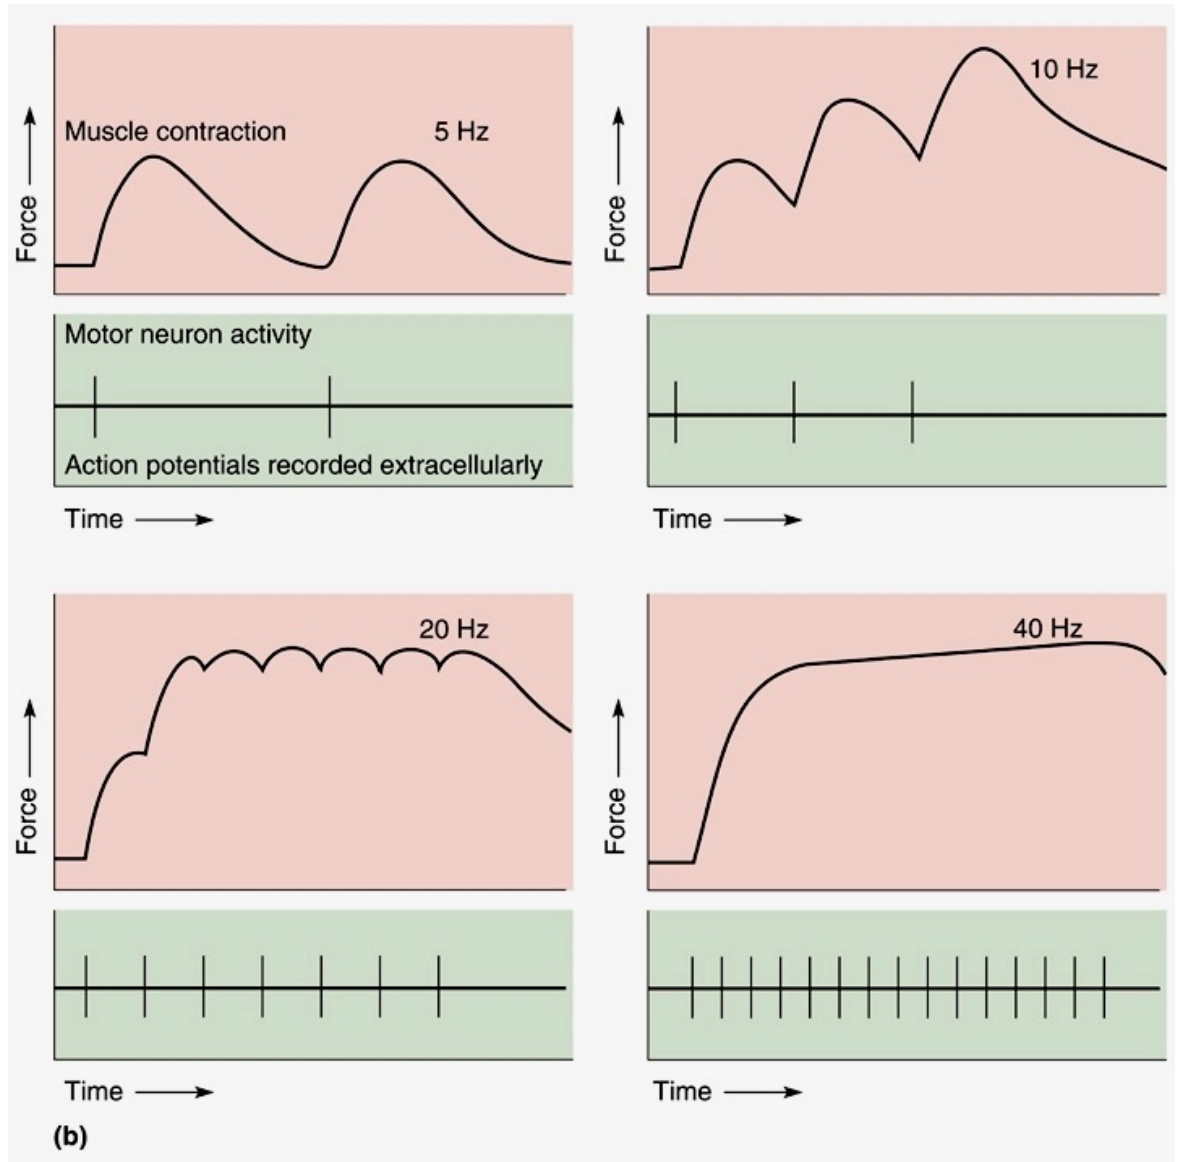 Muscle contraction
5 Hz
Force
Motor neuron activity
Action potentials recorded extracellularly
Time
10 Hz
Force
Time
20 Hz
Force
Time
40 Hz
Force
Time
(b)